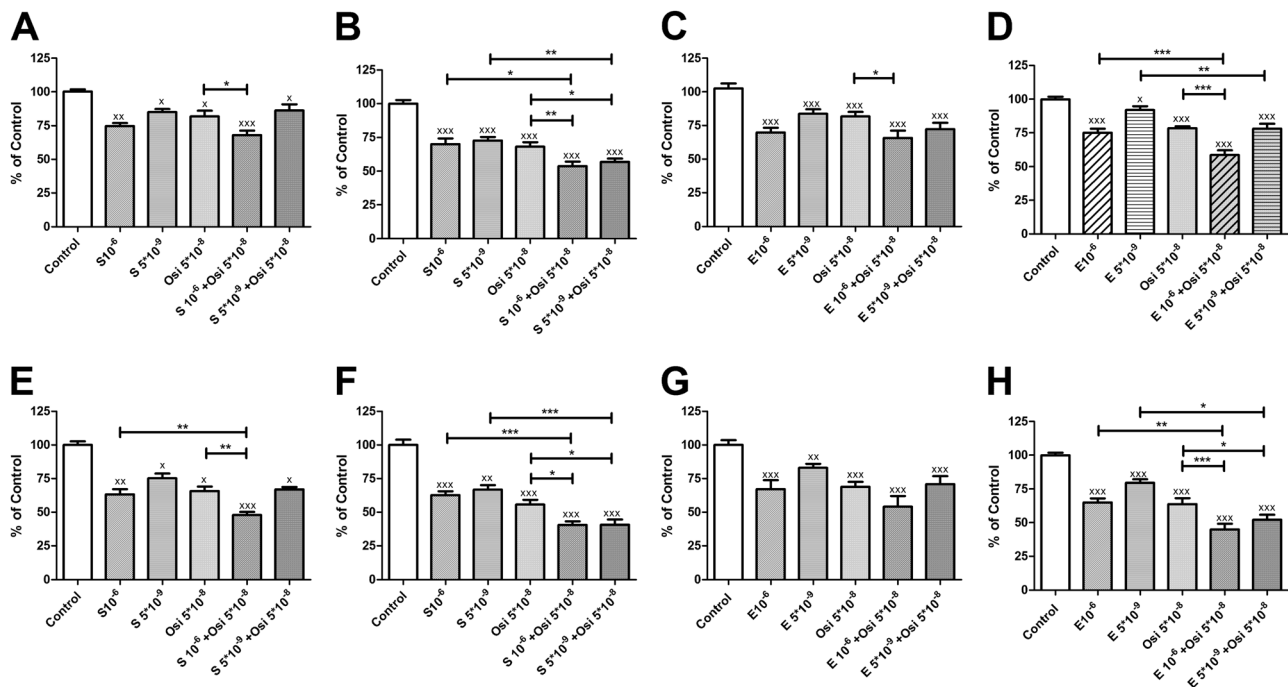 A
B
C
D
% of Control
125
100
75
50
25
0
xx
x
x
*
xxx
x
Control
S10⁻⁶
S 5*10⁻⁹
Osi 5*10⁻⁸
S 10⁻⁶ +Osi 5*10⁻⁸
S 5*10⁻⁹ +Osi 5*10⁻⁸
% of Control
125
100
75
50
25
0
**
*
*
**
xxx
xxx
xxx
xxx
xxx
Control
S10⁻⁶
S 5*10⁻⁹
Osi 5*10⁻⁸
S 10⁻⁶ +Osi 5*10⁻⁸
S 5*10⁻⁹ +Osi 5*10⁻⁸
% of Control
125
100
75
50
25
0
*
xxx
xxx
xxx
xxx
xxx
Control
E10⁻⁶
E 5*10⁻⁹
Osi 5*10⁻⁸
E 10⁻⁶ +Osi 5*10⁻⁸
E 5*10⁻⁹ +Osi 5*10⁻⁸
% of Control
125
100
75
50
25
0
***
**
***
xxx
x
xxx
xxx
xxx
Control
E10⁻⁶
E 5*10⁻⁹
Osi 5*10⁻⁸
E 10⁻⁶ +Osi 5*10⁻⁸
E 5*10⁻⁹ +Osi 5*10⁻⁸
E
F
G
H
% of Control
125
100
75
50
25
0
**
**
xx
x
x
xxx
x
Control
S10⁻⁶
S 5*10⁻⁹
Osi 5*10⁻⁸
S 10⁻⁶ +Osi 5*10⁻⁸
S 5*10⁻⁹ +Osi 5*10⁻⁸
% of Control
125
100
75
50
25
0
***
***
*
*
xxx
xx
xxx
xxx
xxx
Control
S10⁻⁶
S 5*10⁻⁹
Osi 5*10⁻⁸
S 10⁻⁶ +Osi 5*10⁻⁸
S 5*10⁻⁹ +Osi 5*10⁻⁸
% of Control
125
100
75
50
25
0
xxx
xx
xxx
xxx
xxx
Control
E10⁻⁶
E 5*10⁻⁹
Osi 5*10⁻⁸
E 10⁻⁶ +Osi 5*10⁻⁸
E 5*10⁻⁹ +Osi 5*10⁻⁸
% of Control
125
100
75
50
25
0
*
**
*
***
xxx
xxx
xxx
xxx
xxx
Control
E10⁻⁶
E 5*10⁻⁹
Osi 5*10⁻⁸
E 10⁻⁶ +Osi 5*10⁻⁸
E 5*10⁻⁹ +Osi 5*10⁻⁸